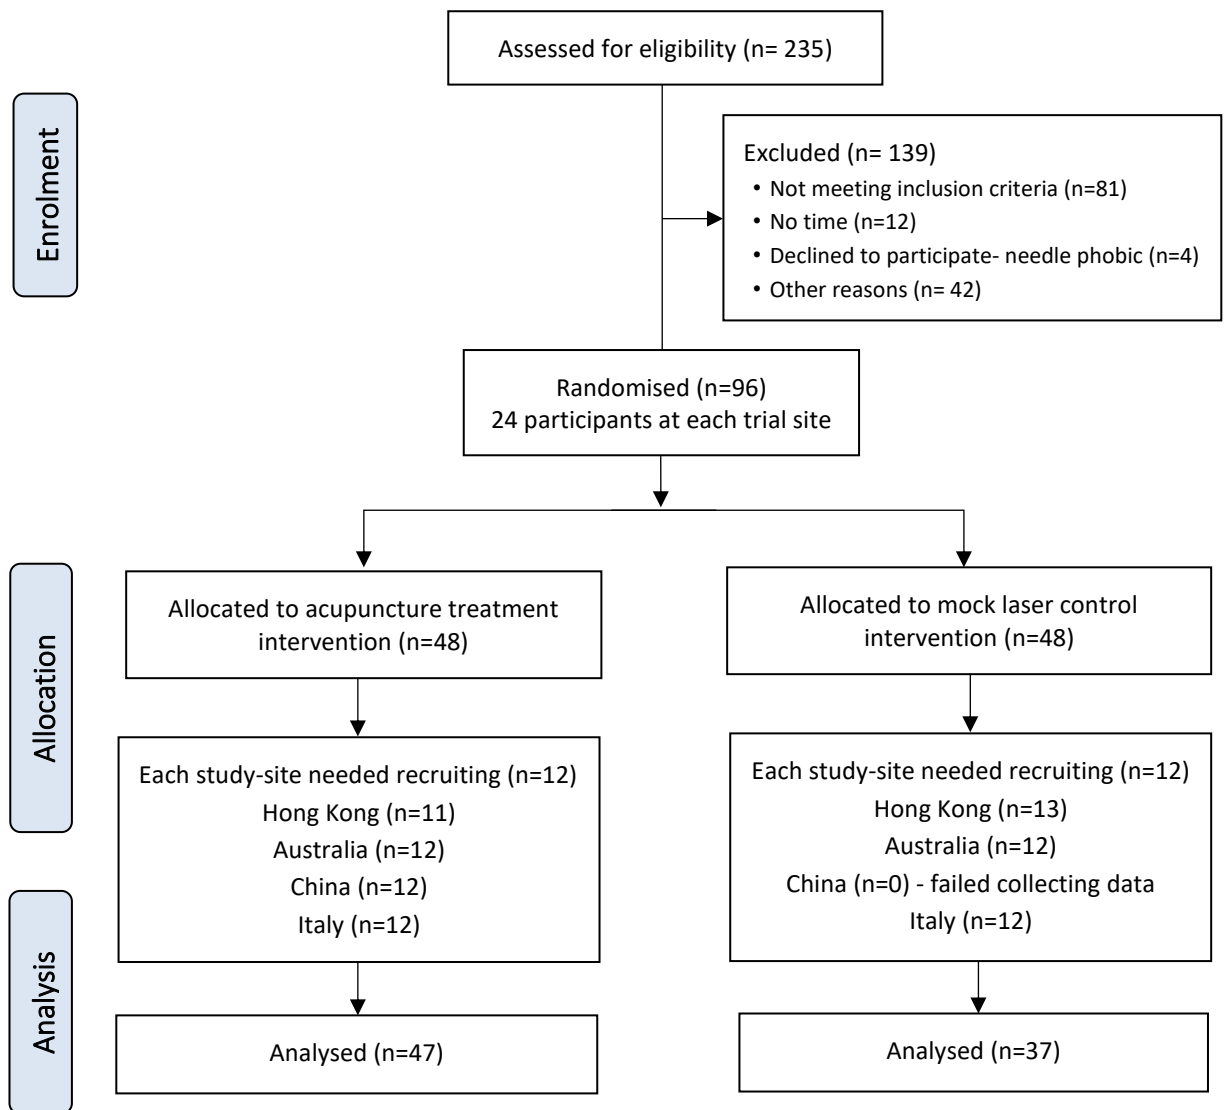 Assessed for eligibility (n= 235)
Enrolment
Excluded (n= 139)
• Not meeting inclusion criteria (n=81)
• No time (n=12)
• Declined to participate- needle phobic (n=4)
• Other reasons (n= 42)
Randomised (n=96)
24 participants at each trial site
Allocation
Allocated to acupuncture treatment
intervention (n=48)
Allocated to mock laser control
intervention (n=48)
Each study-site needed recruiting (n=12)
Hong Kong (n=11)
Australia (n=12)
China (n=12)
Italy (n=12)
Each study-site needed recruiting (n=12)
Hong Kong (n=13)
Australia (n=12)
China (n=0) - failed collecting data
Italy (n=12)
Analysis
Analysed (n=47)
Analysed (n=37)